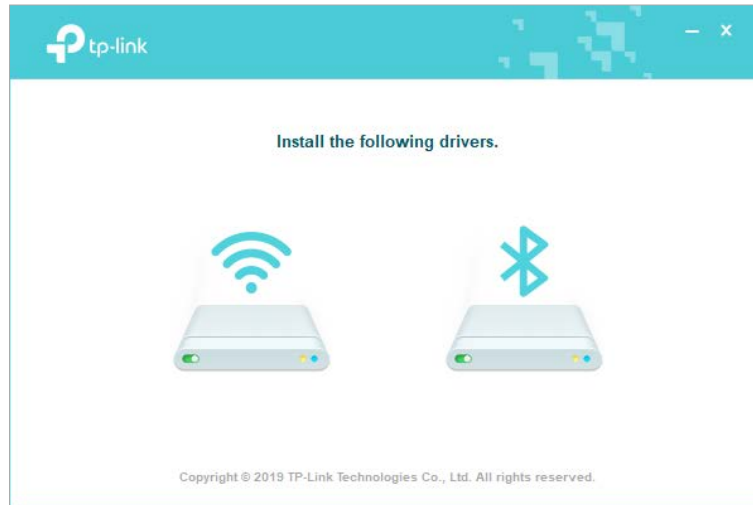 tp-link
Install the following drivers.
Copyright © 2019 TP-Link Technologies Co., Ltd. All rights reserved.